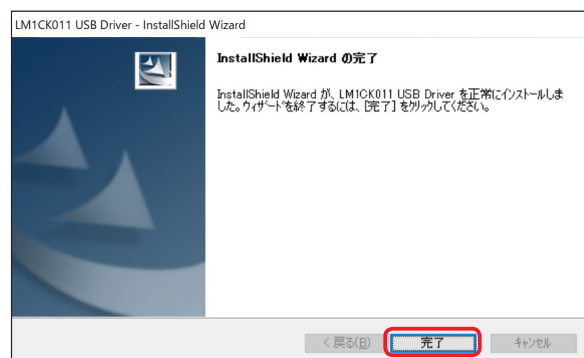 LM1CK011 USB Driver - InstallShield Wizard
InstallShield Wizard の完了
InstallShield Wizard が、LM1CK011 USB Driver を正常にインストールしま
した。ウィザードを終了するには、[完了] をクリックしてください。
< 戻る(B) 完了 キャンセル